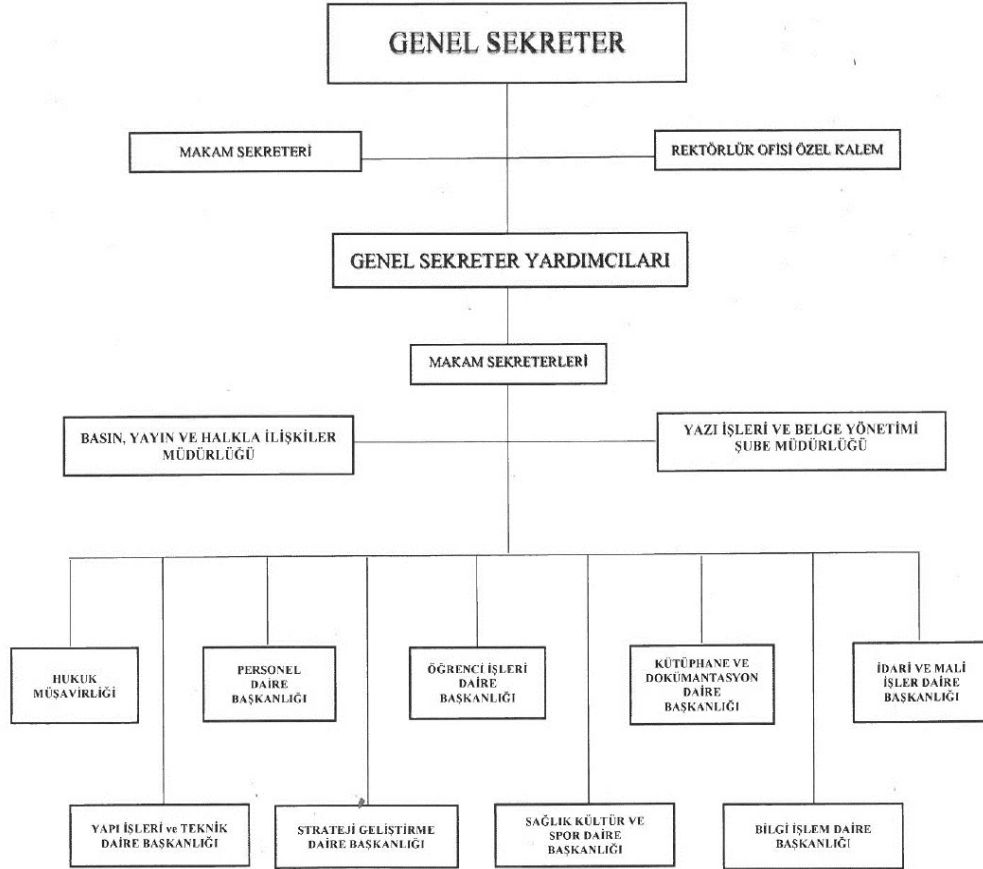 GENEL SEKRETER
MAKAM SEKRETERİ
REKTÖRLÜK OFİSİ ÖZEL KALEM
GENEL SEKRETER YARDIMCILARI
MAKAM SEKRETERLERİ
BASIN, YAYIN VE HALKLA İLİŞKİLER
MÜDÜRLÜĞÜ
YAZI İŞLERİ VE BELGE YÖNETİMİ
ŞUBE MÜDÜRLÜĞÜ
HUKUK
MÜŞAVİRLİĞİ
PERSONEL
DAİRE
BAŞKANLIĞI
ÖĞRENCİ İŞLERİ
DAİRE
BAŞKANLIĞI
KÜTÜPHANE VE
DOKÜMANTASYON
DAİRE
BAŞKANLIĞI
İDARİ VE MALİ
İŞLER DAİRE
BAŞKANLIĞI
YAPI İŞLERİ ve TEKNİK
DAİRE BAŞKANLIĞI
STRATEJİ GELİŞTİRME
DAİRE BAŞKANLIĞI
SAĞLIK KÜLTÜR VE
SPOR DAİRE
BAŞKANLIĞI
BİLGİ İŞLEM DAİRE
BAŞKANLIĞI